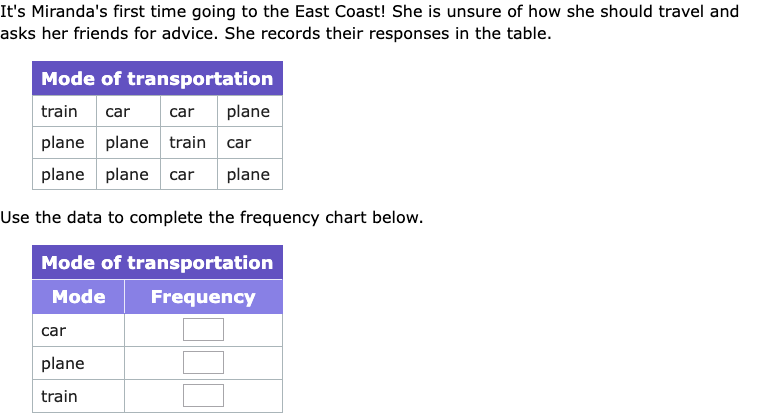 It's Miranda's first time going to the East Coast! She is unsure of how she should travel and
asks her friends for advice. She records their responses in the table.
Mode of transportation
train car car plane
plane plane train car
plane plane car plane
Use the data to complete the frequency chart below.
Mode of transportation
Mode Frequency
car
plane
train